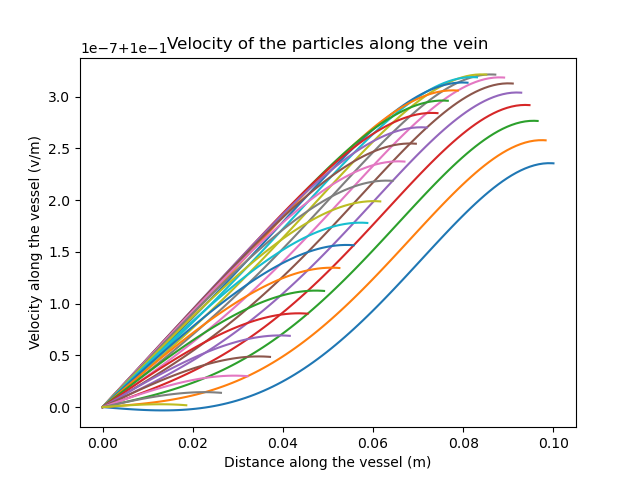 Velocity of the particles along the vein
1e−7+1e−1
3.0
2.5
2.0
1.5
1.0
0.5
0.0
Velocity along the vessel (v/m)
0.00 0.02 0.04 0.06 0.08 0.10
Distance along the vessel (m)